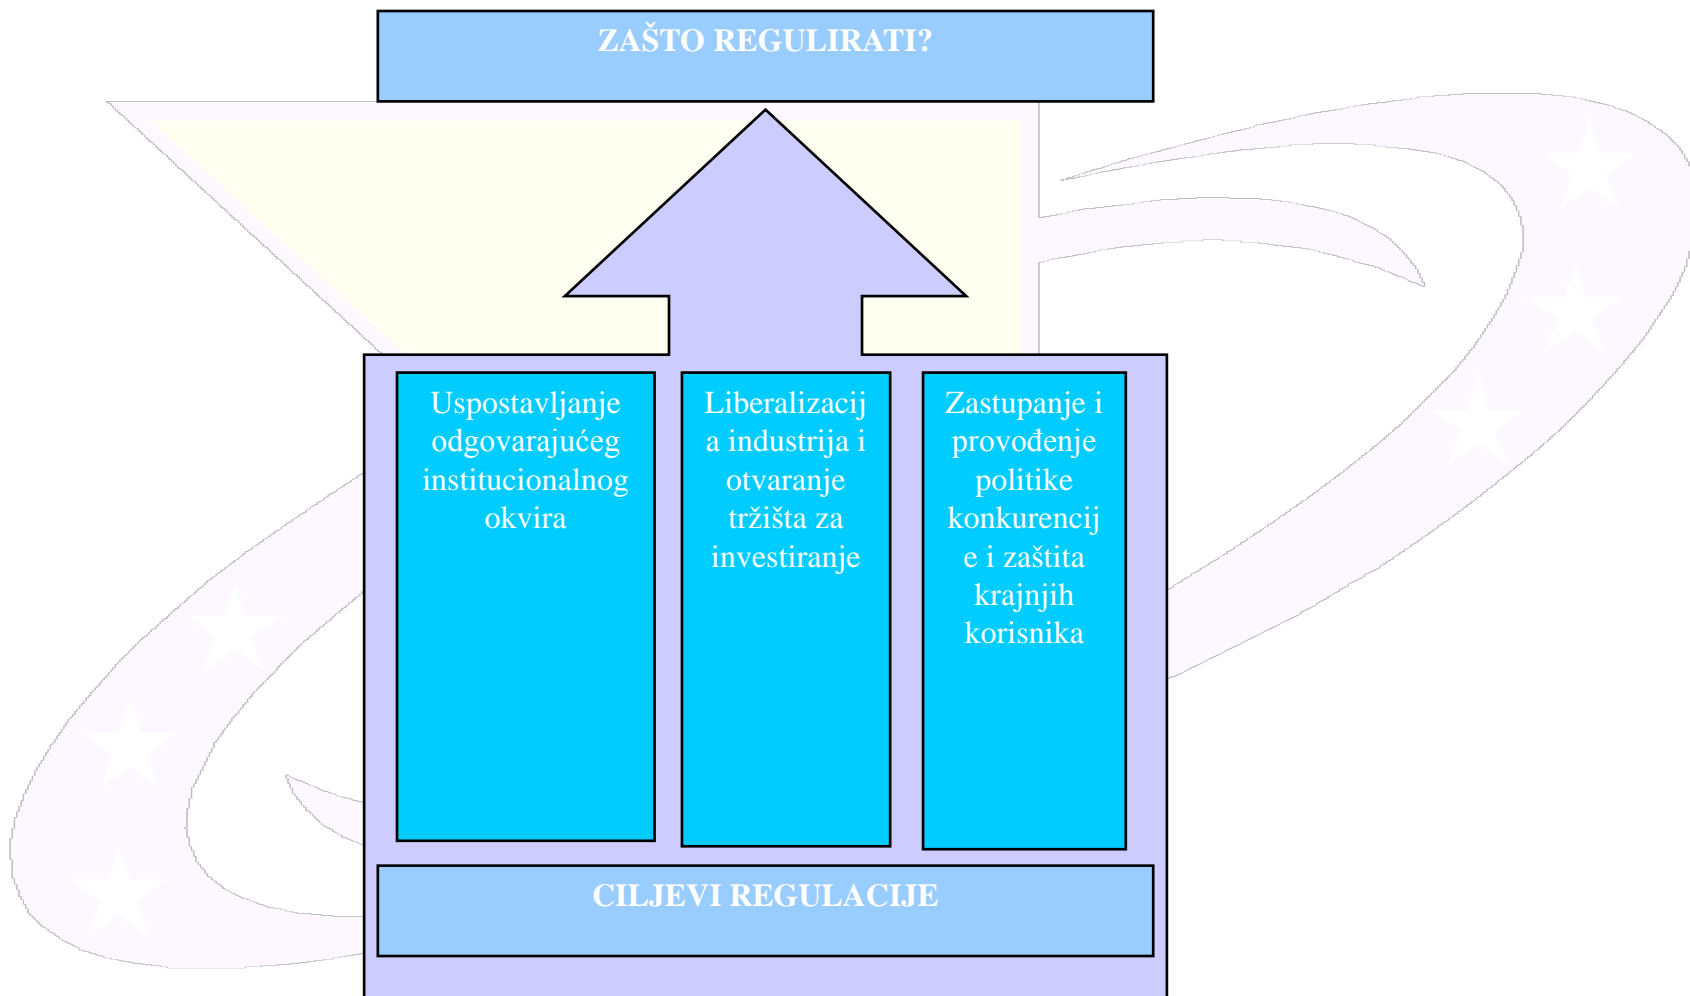 ZAŠTO REGULIRATI?
Uspostavljanje
odgovarajućeg
institucionalnog
okvira
Liberalizacij
a industrija i
otvaranje
tržišta za
investiranje
Zastupanje i
provođenje
politike
konkurencij
e i zaštita
krajnjih
korisnika
CILJEVI REGULACIJE